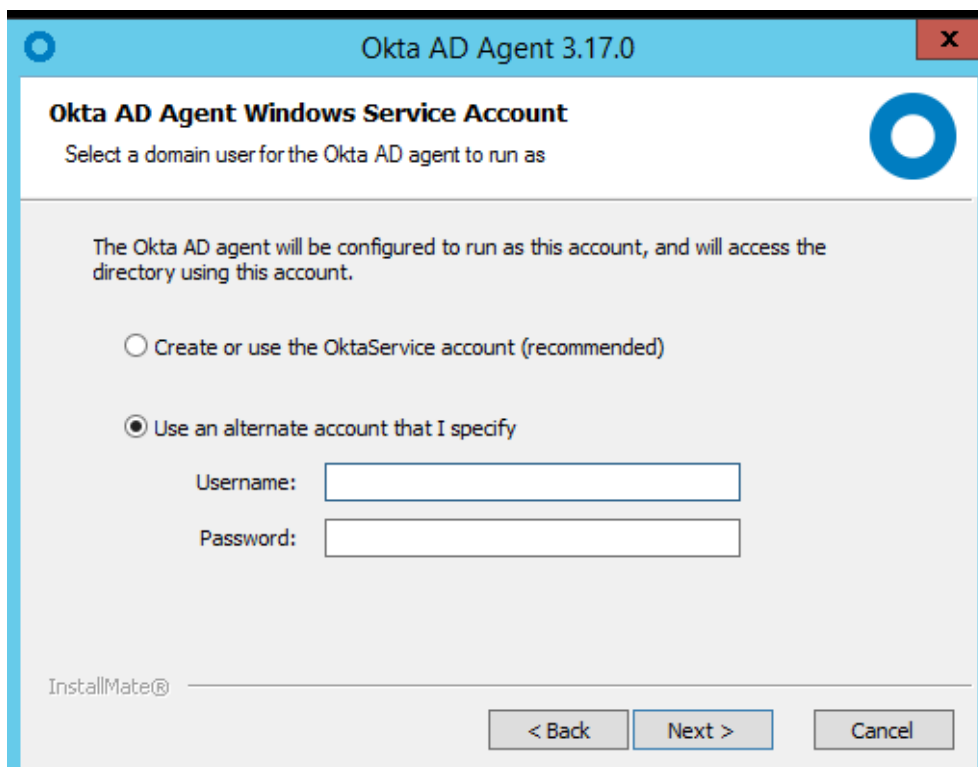 Okta AD Agent 3.17.0
x
Okta AD Agent Windows Service Account
Select a domain user for the Okta AD agent to run as
The Okta AD agent will be configured to run as this account, and will access the
directory using this account.
Create or use the OktaService account (recommended)
Use an alternate account that I specify
Username:
Password:
InstallMate®
< Back
Next >
Cancel